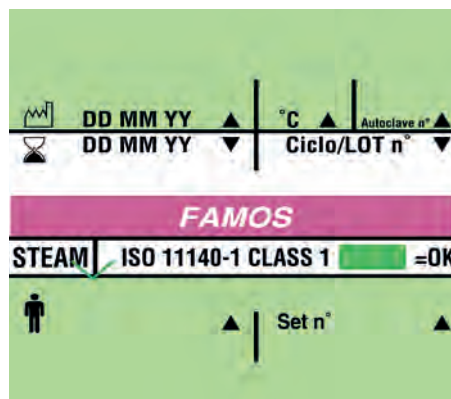 DD MM YY ▲ °C ▲ Autoclave n° ▲
DD MM YY ▼ Ciclo/LOT n° ▼
FAMOS
STEAM ISO 11140-1 CLASS 1 =OK
▲ Set n° ▲